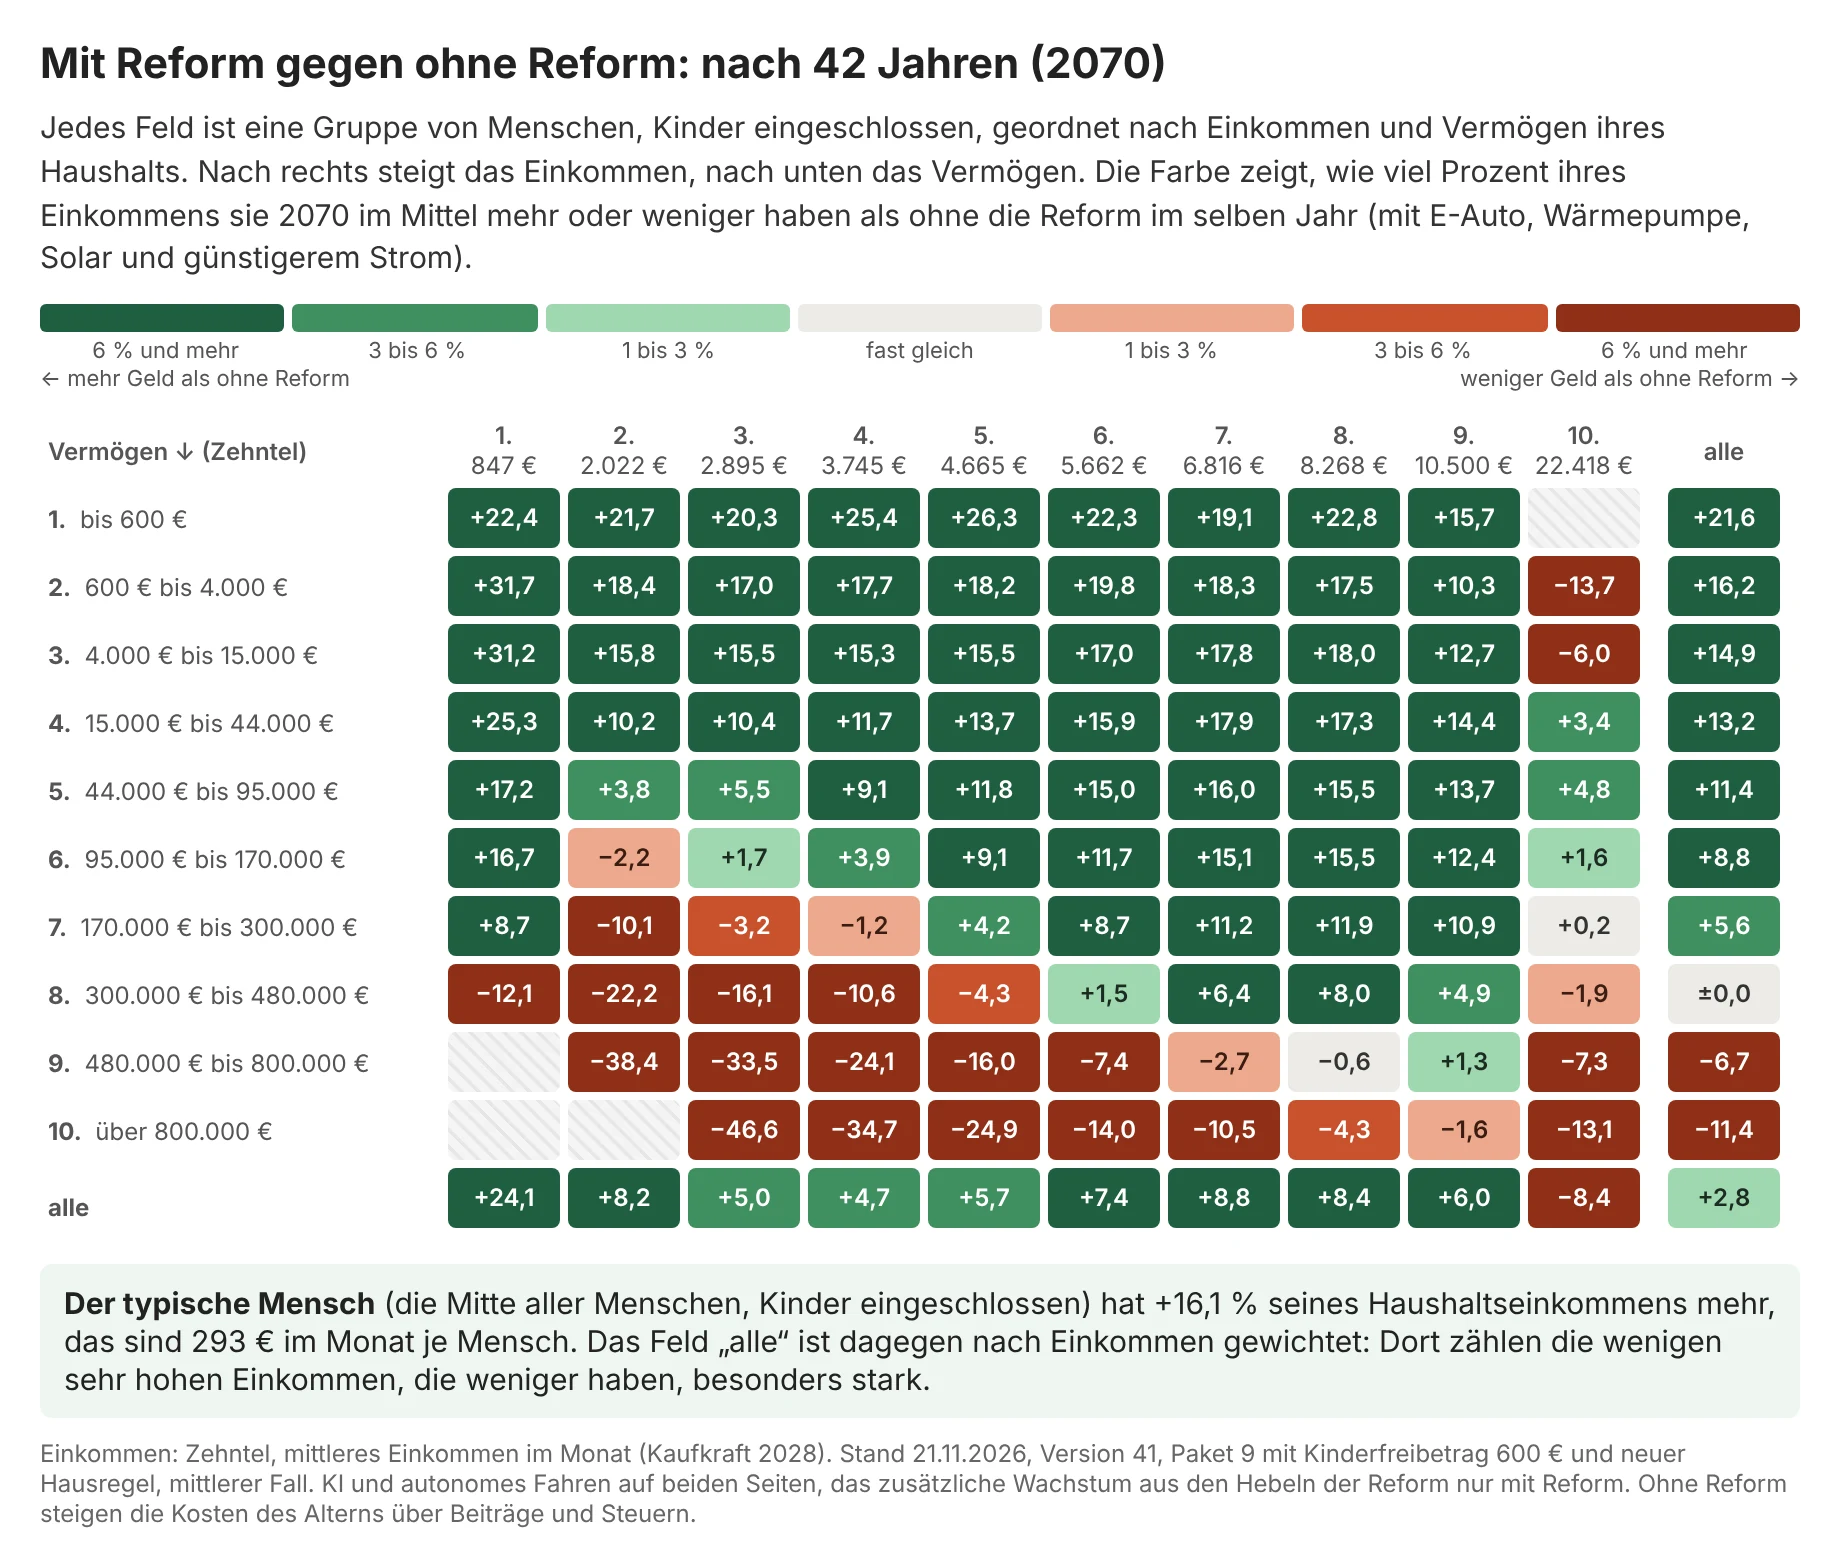 Mit Reform gegen ohne Reform: nach 42 Jahren (2070)
Jedes Feld ist eine Gruppe von Menschen, Kinder eingeschlossen, geordnet nach Einkommen und Vermögen ihres
Haushalts. Nach rechts steigt das Einkommen, nach unten das Vermögen. Die Farbe zeigt, wie viel Prozent ihres
Einkommens sie 2070 im Mittel mehr oder weniger haben als ohne die Reform im selben Jahr (mit E-Auto, Wärmepumpe,
Solar und günstigerem Strom).
6 % und mehr 3 bis 6 % 1 bis 3 % fast gleich 1 bis 3 % 3 bis 6 % 6 % und mehr
← mehr Geld als ohne Reform weniger Geld als ohne Reform →
Vermögen ↓ (Zehntel) 1. 2. 3. 4. 5. 6. 7. 8. 9. 10. alle
847 € 2.022 € 2.895 € 3.745 € 4.665 € 5.662 € 6.816 € 8.268 € 10.500 € 22.418 €
1. bis 600 € +22,4 +21,7 +20,3 +25,4 +26,3 +22,3 +19,1 +22,8 +15,7 +21,6
2. 600 € bis 4.000 € +31,7 +18,4 +17,0 +17,7 +18,2 +19,8 +18,3 +17,5 +10,3 −13,7 +16,2
3. 4.000 € bis 15.000 € +31,2 +15,8 +15,5 +15,3 +15,5 +17,0 +17,8 +18,0 +12,7 −6,0 +14,9
4. 15.000 € bis 44.000 € +25,3 +10,2 +10,4 +11,7 +13,7 +15,9 +17,9 +17,3 +14,4 +3,4 +13,2
5. 44.000 € bis 95.000 € +17,2 +3,8 +5,5 +9,1 +11,8 +15,0 +16,0 +15,5 +13,7 +4,8 +11,4
6. 95.000 € bis 170.000 € +16,7 −2,2 +1,7 +3,9 +9,1 +11,7 +15,1 +15,5 +12,4 +1,6 +8,8
7. 170.000 € bis 300.000 € +8,7 −10,1 −3,2 −1,2 +4,2 +8,7 +11,2 +11,9 +10,9 +0,2 +5,6
8. 300.000 € bis 480.000 € −12,1 −22,2 −16,1 −10,6 −4,3 +1,5 +6,4 +8,0 +4,9 −1,9 ±0,0
9. 480.000 € bis 800.000 € −38,4 −33,5 −24,1 −16,0 −7,4 −2,7 −0,6 +1,3 −7,3 −6,7
10. über 800.000 € −46,6 −34,7 −24,9 −14,0 −10,5 −4,3 −1,6 −13,1 −11,4
alle +24,1 +8,2 +5,0 +4,7 +5,7 +7,4 +8,8 +8,4 +6,0 −8,4 +2,8
Der typische Mensch (die Mitte aller Menschen, Kinder eingeschlossen) hat +16,1 % seines Haushaltseinkommens mehr,
das sind 293 € im Monat je Mensch. Das Feld „alle“ ist dagegen nach Einkommen gewichtet: Dort zählen die wenigen
sehr hohen Einkommen, die weniger haben, besonders stark.
Einkommen: Zehntel, mittleres Einkommen im Monat (Kaufkraft 2028). Stand 21.11.2026, Version 41, Paket 9 mit Kinderfreibetrag 600 € und neuer
Hausregel, mittlerer Fall. KI und autonomes Fahren auf beiden Seiten, das zusätzliche Wachstum aus den Hebeln der Reform nur mit Reform. Ohne Reform
steigen die Kosten des Alterns über Beiträge und Steuern.